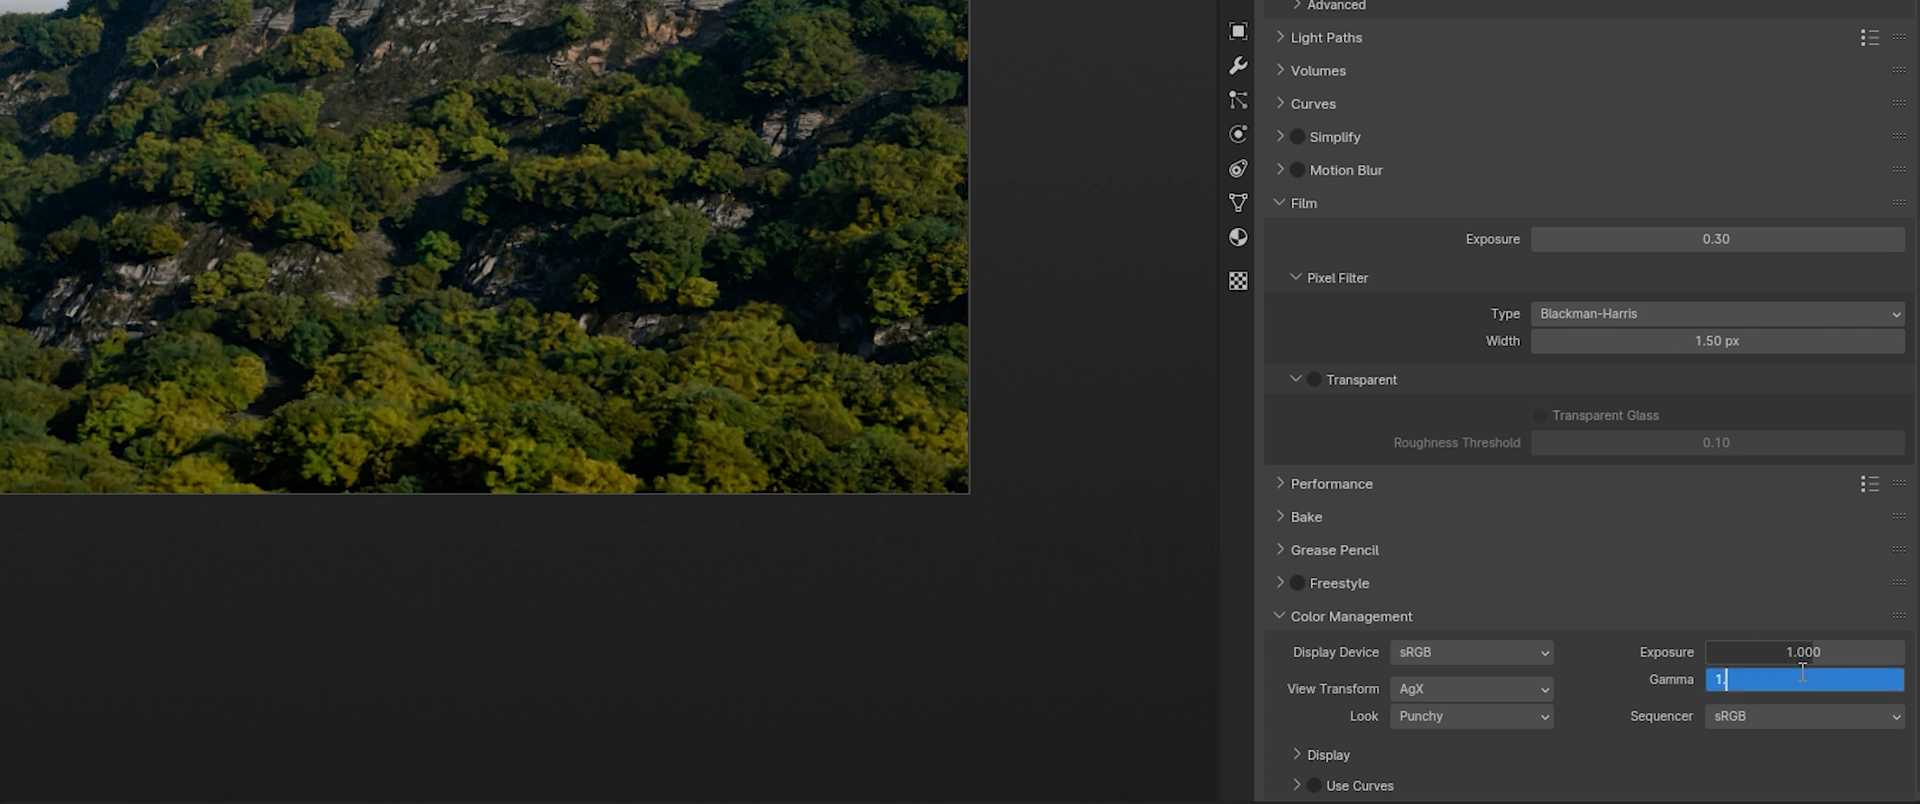 Advanced
Light Paths
Volumes
Curves
Simplify
Motion Blur
Film
Exposure 0.30
Pixel Filter
Type Blackman-Harris
Width 1.50 px
Transparent
Transparent Glass
Roughness Threshold 0.10
Performance
Bake
Grease Pencil
Freestyle
Color Management
Display Device sRGB Exposure 1.000
Gamma 1.
View Transform AgX
Look Punchy Sequencer sRGB
Display
Use Curves